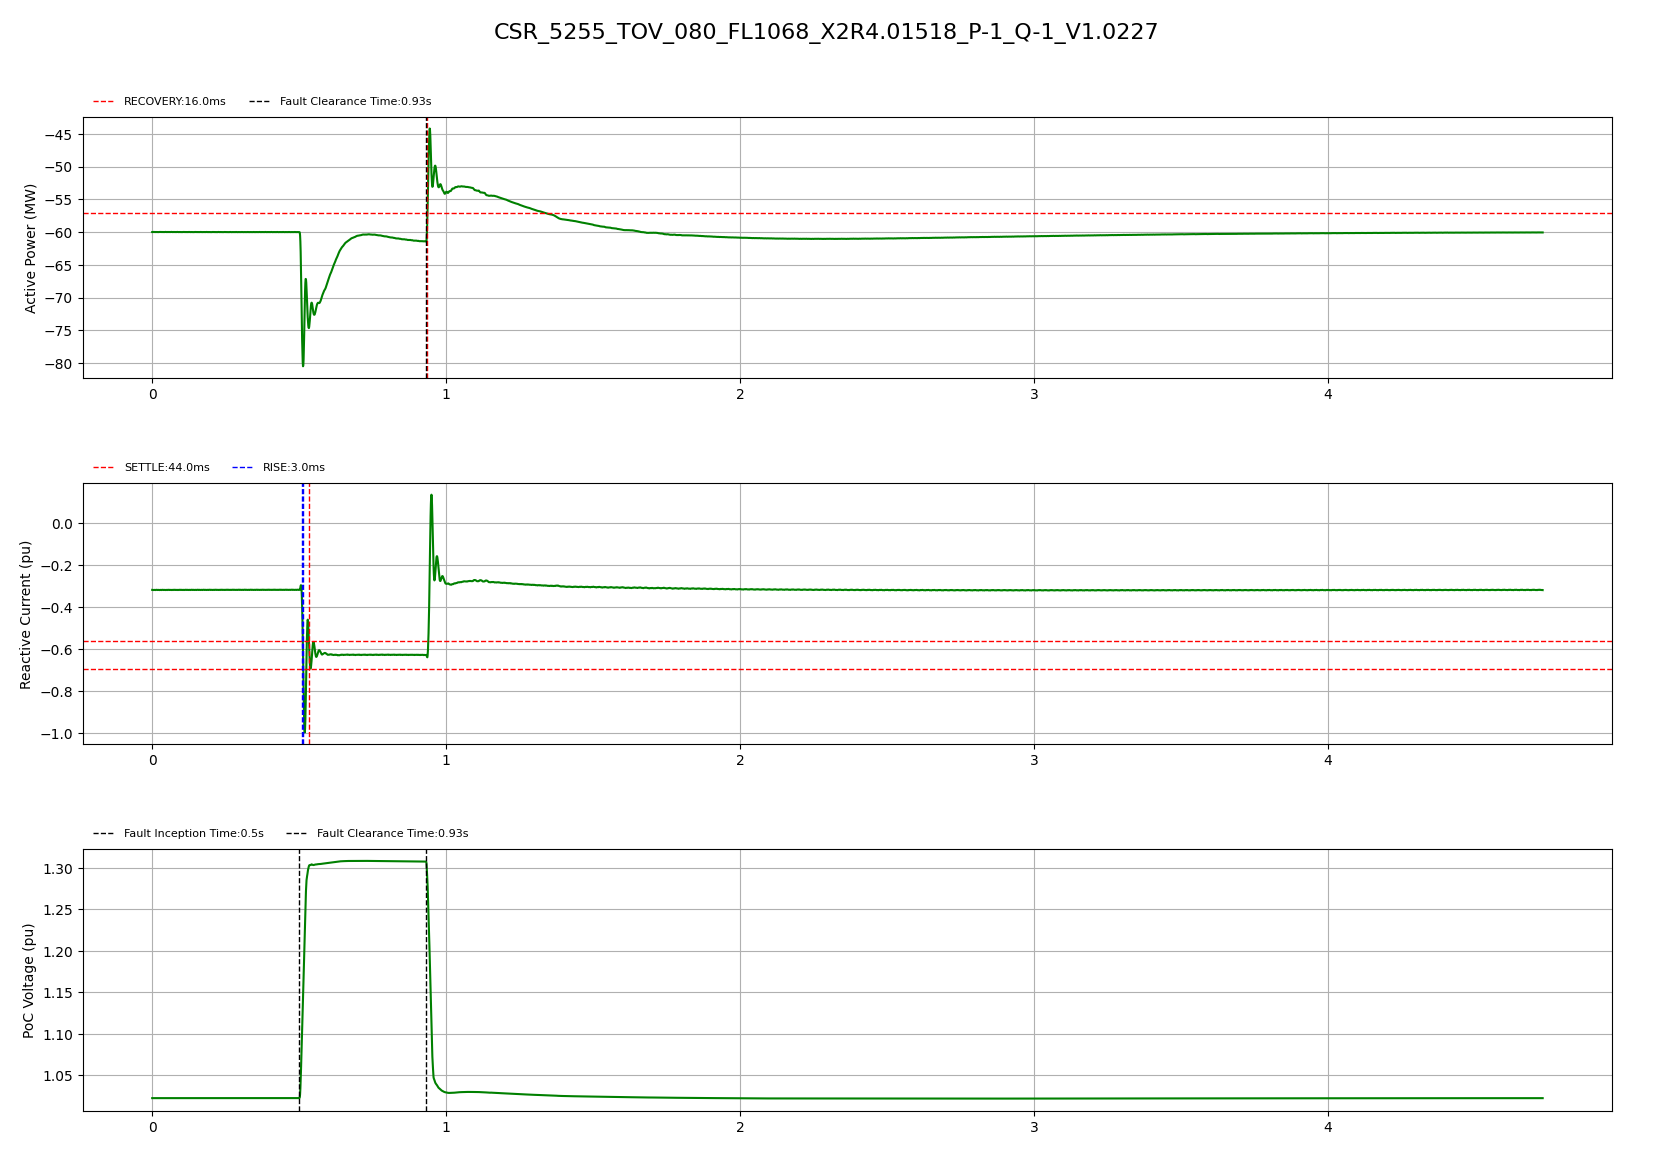 CSR_5255_TOV_080_FL1068_X2R4.01518_P-1_Q-1_V1.0227
RECOVERY:16.0ms Fault Clearance Time:0.93s
Active Power (MW)
−45
−50
−55
−60
−65
−70
−75
−80
0 1 2 3 4
SETTLE:44.0ms RISE:3.0ms
Reactive Current (pu)
0.0
−0.2
−0.4
−0.6
−0.8
−1.0
0 1 2 3 4
Fault Inception Time:0.5s Fault Clearance Time:0.93s
PoC Voltage (pu)
1.30
1.25
1.20
1.15
1.10
1.05
0 1 2 3 4